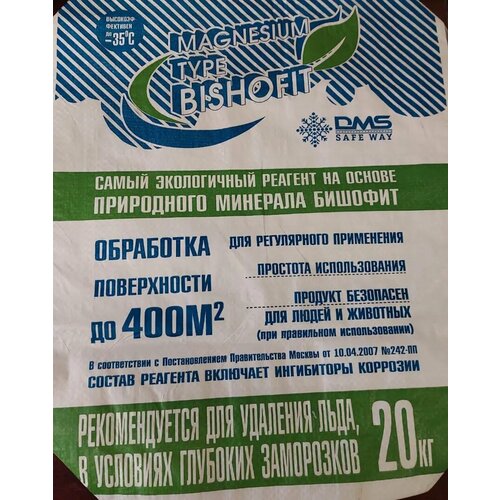 ВЫСОКОЭФ-
ФЕКТИВЕН
до
-35°С
MAGNESIUM
TYPE
BISHOFIT
DMS
SAFE WAY
САМЫЙ ЭКОЛОГИЧНЫЙ РЕАГЕНТ НА ОСНОВЕ
ПРИРОДНОГО МИНЕРАЛА БИШОФИТ
ОБРАБОТКА
ПОВЕРХНОСТИ
до 400М²
ДЛЯ РЕГУЛЯРНОГО ПРИМЕНЕНИЯ
ПРОСТОТА ИСПОЛЬЗОВАНИЯ
ПРОДУКТ БЕЗОПАСЕН
ДЛЯ ЛЮДЕЙ И ЖИВОТНЫХ
(при правильном использовании)
В соответствии с Постановлением Правительства Москвы от 10.04.2007 №242-ПП
СОСТАВ РЕАГЕНТА ВКЛЮЧАЕТ ИНГИБИТОРЫ КОРРОЗИИ
РЕКОМЕНДУЕТСЯ ДЛЯ УДАЛЕНИЯ ЛЬДА,
В УСЛОВИЯХ ГЛУБОКИХ ЗАМОРОЗКОВ
20кг